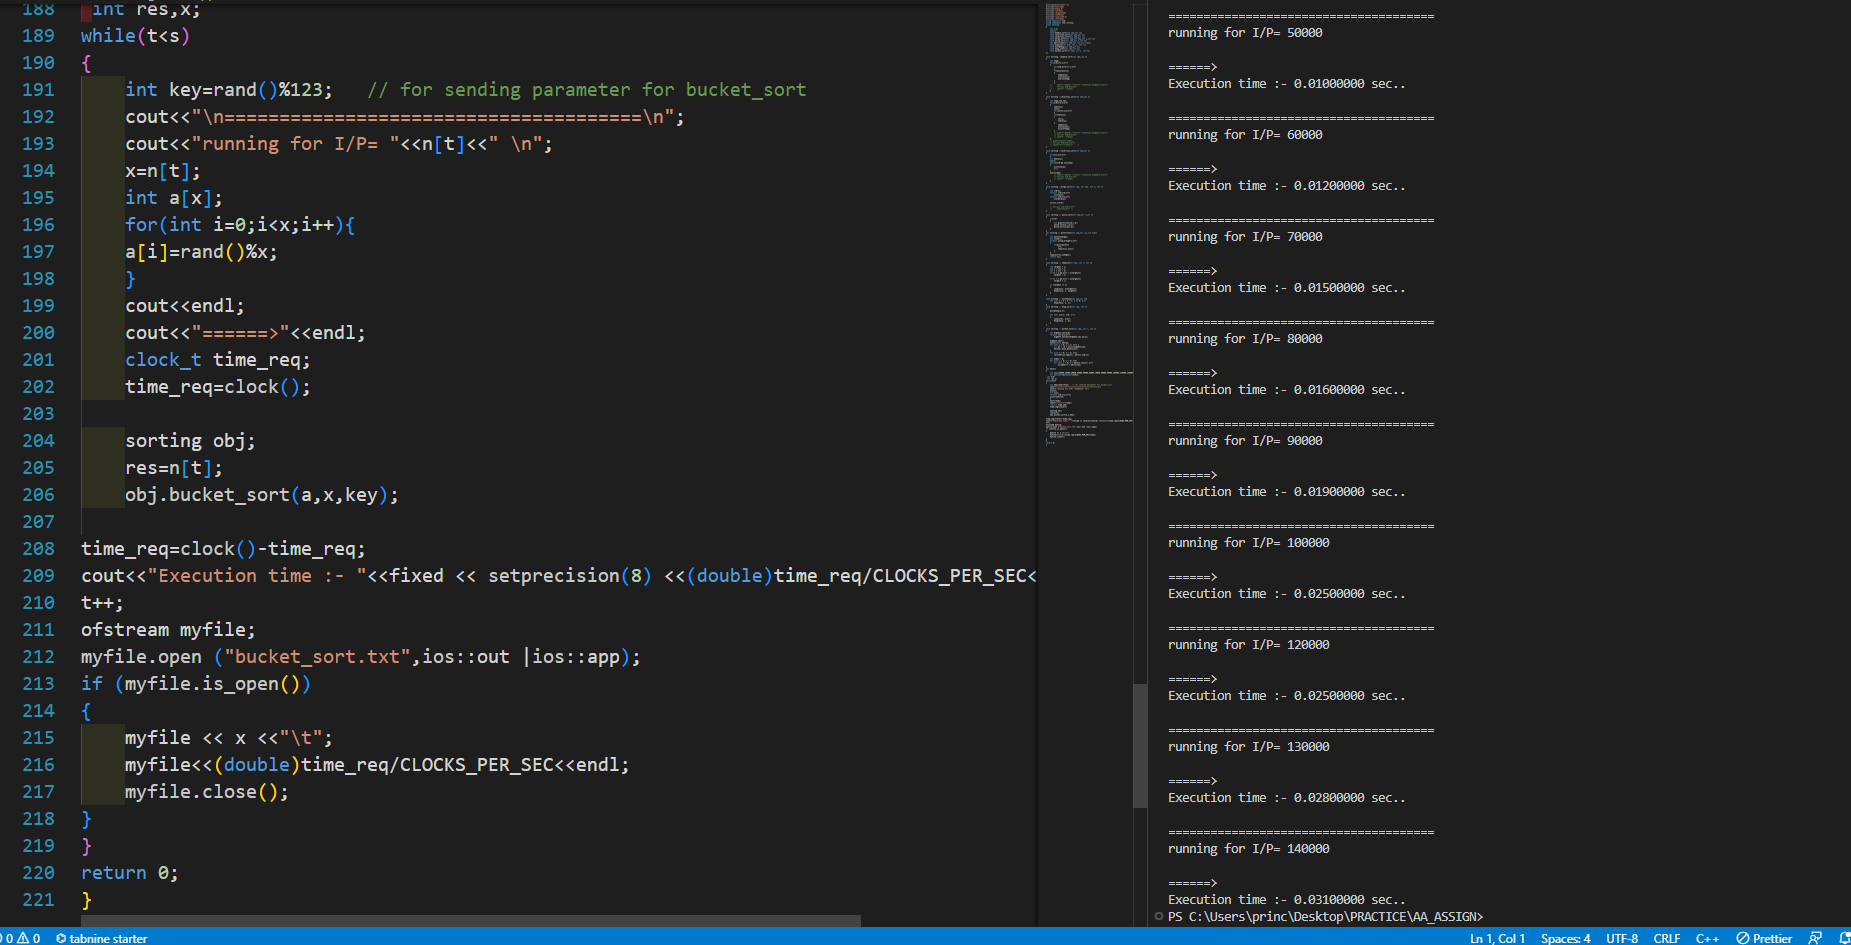 188 int res,x;
189 while(t<s)
190 {
191 int key=rand()%123; // for sending parameter for bucket_sort
192 cout<<"\n======================================\n";
193 cout<<"running for I/P= "<<n[t]<<" \n";
194 x=n[t];
195 int a[x];
196 for(int i=0;i<x;i++){
197 a[i]=rand()%x;
198 }
199 cout<<endl;
200 cout<<"======>"<<endl;
201 clock_t time_req;
202 time_req=clock();
203
204 sorting obj;
205 res=n[t];
206 obj.bucket_sort(a,x,key);
207
208 time_req=clock()-time_req;
209 cout<<"Execution time :- "<<fixed << setprecision(8) <<(double)time_req/CLOCKS_PER_SEC<
210 t++;
211 ofstream myfile;
212 myfile.open ("bucket_sort.txt",ios::out |ios::app);
213 if (myfile.is_open())
214 {
215 myfile << x <<"\t";
216 myfile<<(double)time_req/CLOCKS_PER_SEC<<endl;
217 myfile.close();
218 }
219 }
220 return 0;
221 }
======================================
running for I/P= 50000
======>
Execution time :- 0.01000000 sec..
======================================
running for I/P= 60000
======>
Execution time :- 0.01200000 sec..
======================================
running for I/P= 70000
======>
Execution time :- 0.01500000 sec..
======================================
running for I/P= 80000
======>
Execution time :- 0.01600000 sec..
======================================
running for I/P= 90000
======>
Execution time :- 0.01900000 sec..
======================================
running for I/P= 100000
======>
Execution time :- 0.02500000 sec..
======================================
running for I/P= 120000
======>
Execution time :- 0.02500000 sec..
======================================
running for I/P= 130000
======>
Execution time :- 0.02800000 sec..
======================================
running for I/P= 140000
======>
Execution time :- 0.03100000 sec..
PS C:\Users\princ\Desktop\PRACTICE\AA_ASSIGN>
0 0 tabnine starter Ln 1, Col 1 Spaces: 4 UTF-8 CRLF C++ Prettier